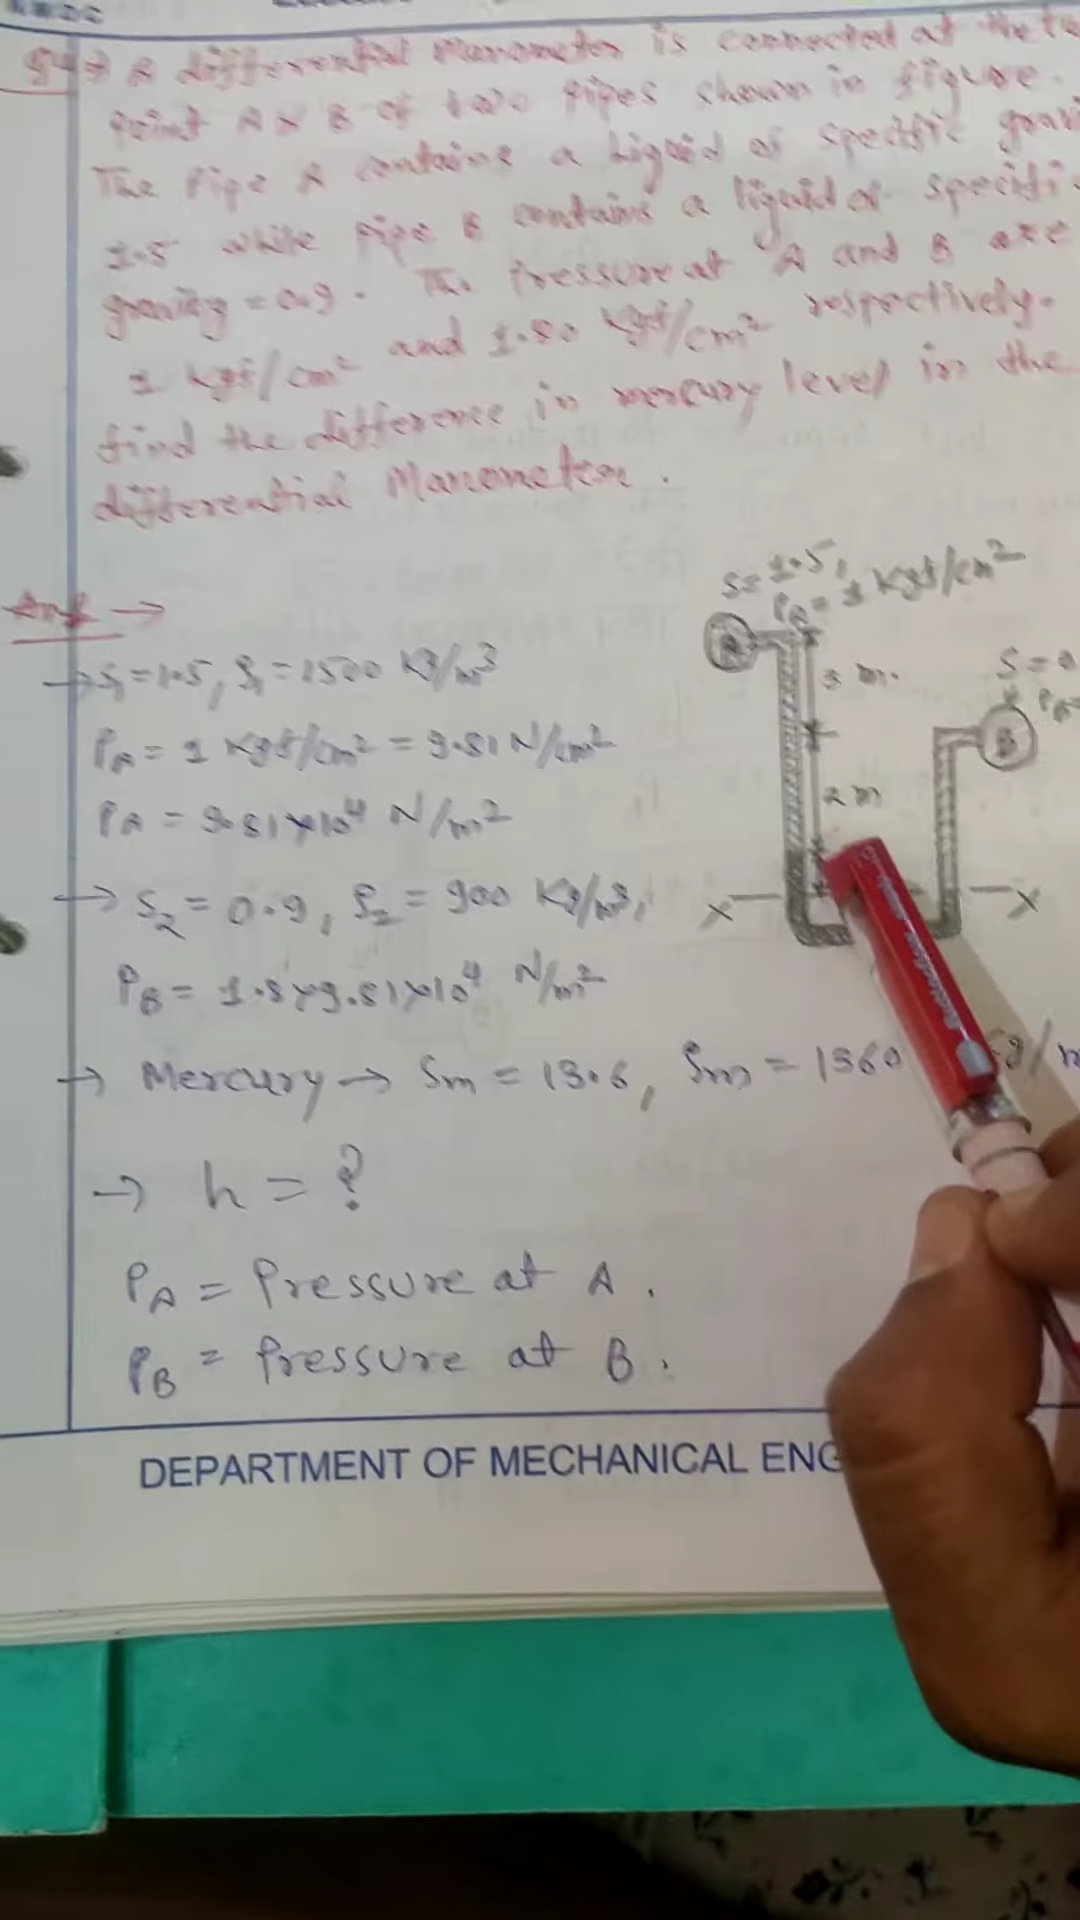 A differential Manometer is connected at the
point A & B of two pipes shown in figure.
The pipe A contains a liquid of specific
1.5 while pipe B contains a liquid of
gravity = 0.9. The Pressure at A and B are
1 kgf/cm² and 1.80 kgf/cm² respectively.
find the difference in mercury level in the
differential Manometer.
Ans →
S = 1.5,
1 kgf/cm²
A
3 m.
S =
B
2 m
X
X
→ S₁ = 1.5, ρ₁ = 1500 kg/m³
PA = 1 kgf/cm² = 9.81 N/cm²
PA = 9.81×10⁴ N/m²
→ S₂ = 0.9, ρ₂ = 900 kg/m³,
PB = 1.8×9.81×10⁴ N/m²
→ Mercury → Sm = 13.6, ρm = 1360
→ h = ?
PA = Pressure at A.
PB = Pressure at B.
DEPARTMENT OF MECHANICAL ENG